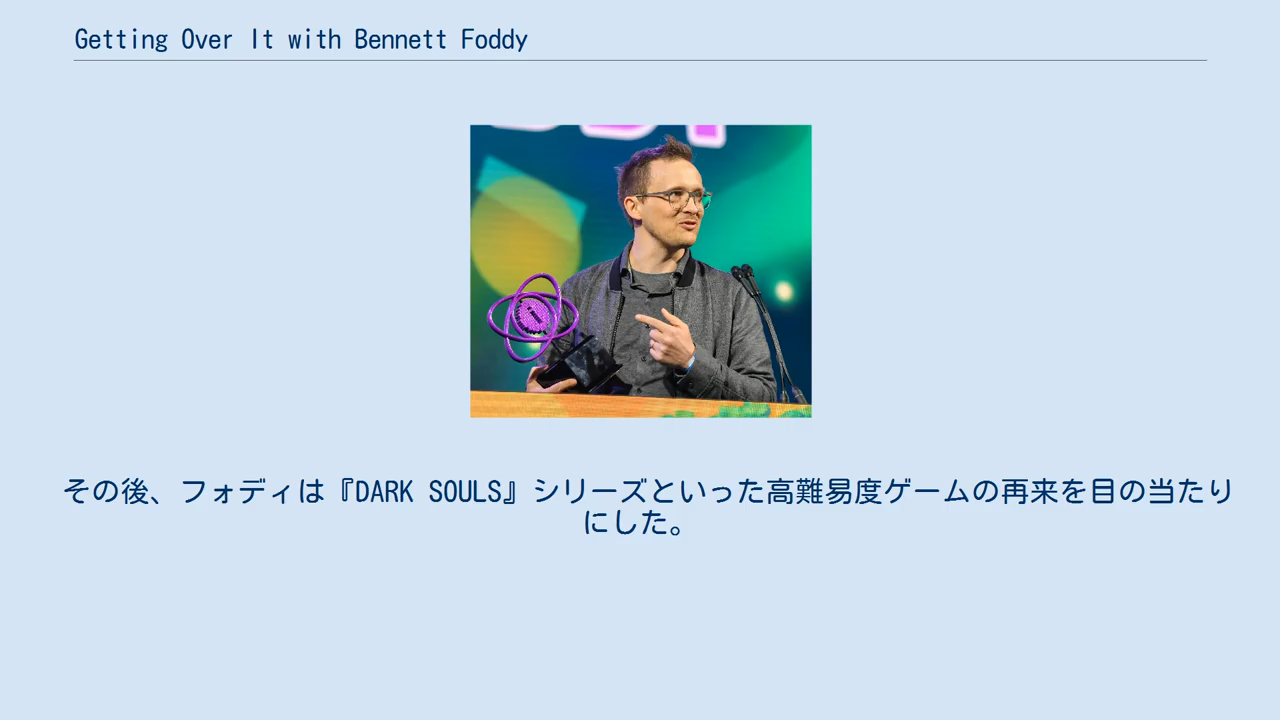 Getting Over It with Bennett Foddy
その後、フォディは『DARK SOULS』シリーズといった高難易度ゲームの再来を目の当たり
にした。